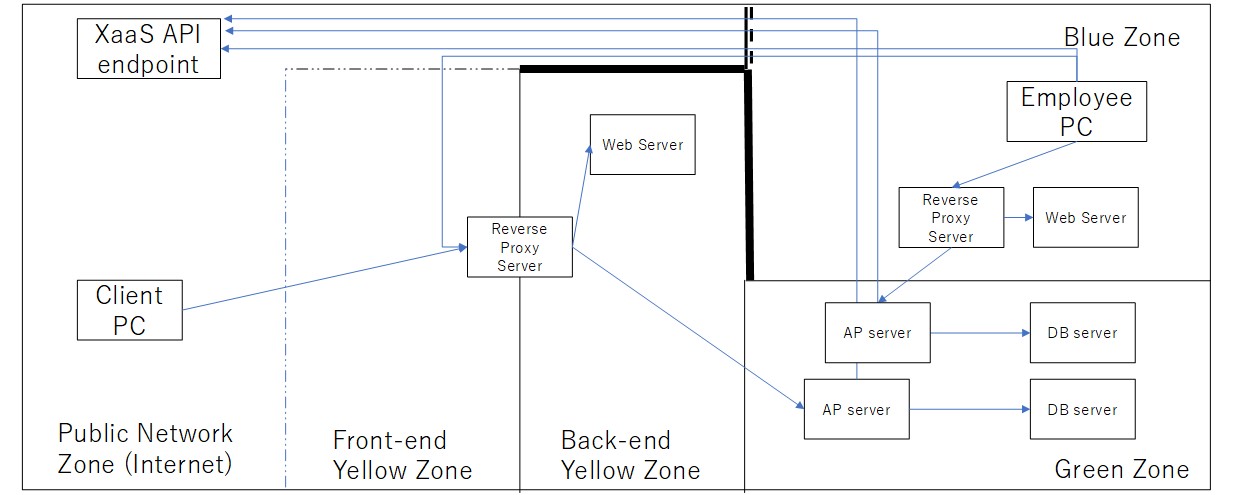 XaaS API
endpoint
Blue Zone
Employee
PC
Web Server
Reverse
Proxy
Server
Web Server
Reverse
Proxy
Server
Client
PC
AP server
DB server
AP server
DB server
Public Network
Zone (Internet)
Front-end
Yellow Zone
Back-end
Yellow Zone
Green Zone